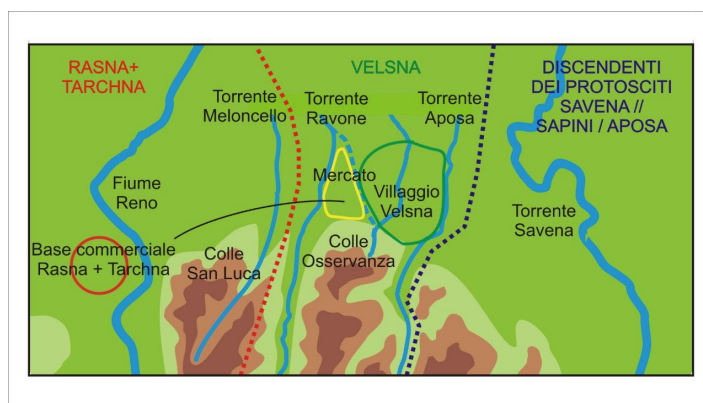 RASNA+
TARCHNA
VELSNA
DISCENDENTI
DEI PROTOSCITI
SAVENA //
SAPINI / APOSA
Torrente
Meloncello
Torrente
Ravone
Torrente
Aposa
Fiume
Reno
Mercato
Villaggio
Velsna
Torrente
Savena
Base commerciale
Rasna + Tarchna
Colle
San Luca
Colle
Osservanza